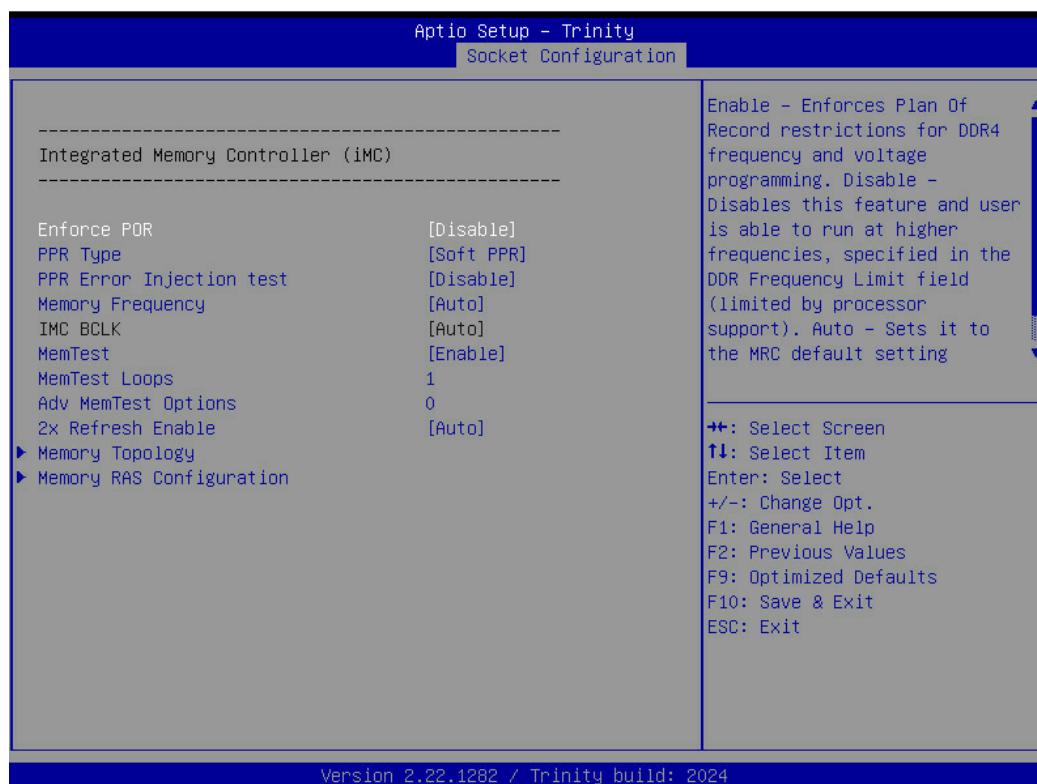 Aptio Setup – Trinity
Socket Configuration
--------------------------------------------------
Integrated Memory Controller (iMC)
--------------------------------------------------
Enforce POR [Disable]
PPR Type [Soft PPR]
PPR Error Injection test [Disable]
Memory Frequency [Auto]
IMC BCLK [Auto]
MemTest [Enable]
MemTest Loops 1
Adv MemTest Options 0
2x Refresh Enable [Auto]
Memory Topology
Memory RAS Configuration
Enable – Enforces Plan Of
Record restrictions for DDR4
frequency and voltage
programming. Disable –
Disables this feature and user
is able to run at higher
frequencies, specified in the
DDR Frequency Limit field
(limited by processor
support). Auto – Sets it to
the MRC default setting
→←: Select Screen
↑↓: Select Item
Enter: Select
+/-: Change Opt.
F1: General Help
F2: Previous Values
F9: Optimized Defaults
F10: Save & Exit
ESC: Exit
Version 2.22.1282 / Trinity build: 2024